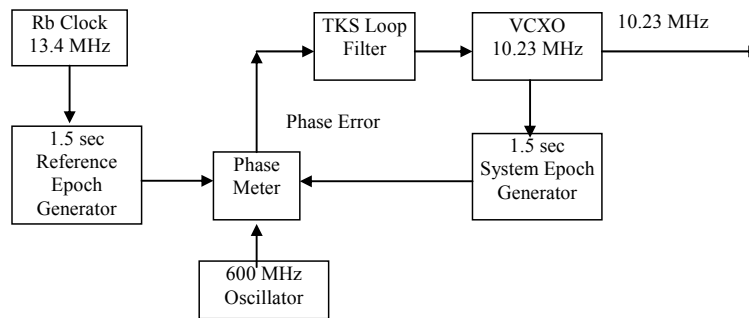 Rb Clock
13.4 MHz
TKS Loop
Filter
VCXO
10.23 MHz
10.23 MHz
Phase Error
1.5 sec
Reference
Epoch
Generator
Phase
Meter
1.5 sec
System Epoch
Generator
600 MHz
Oscillator